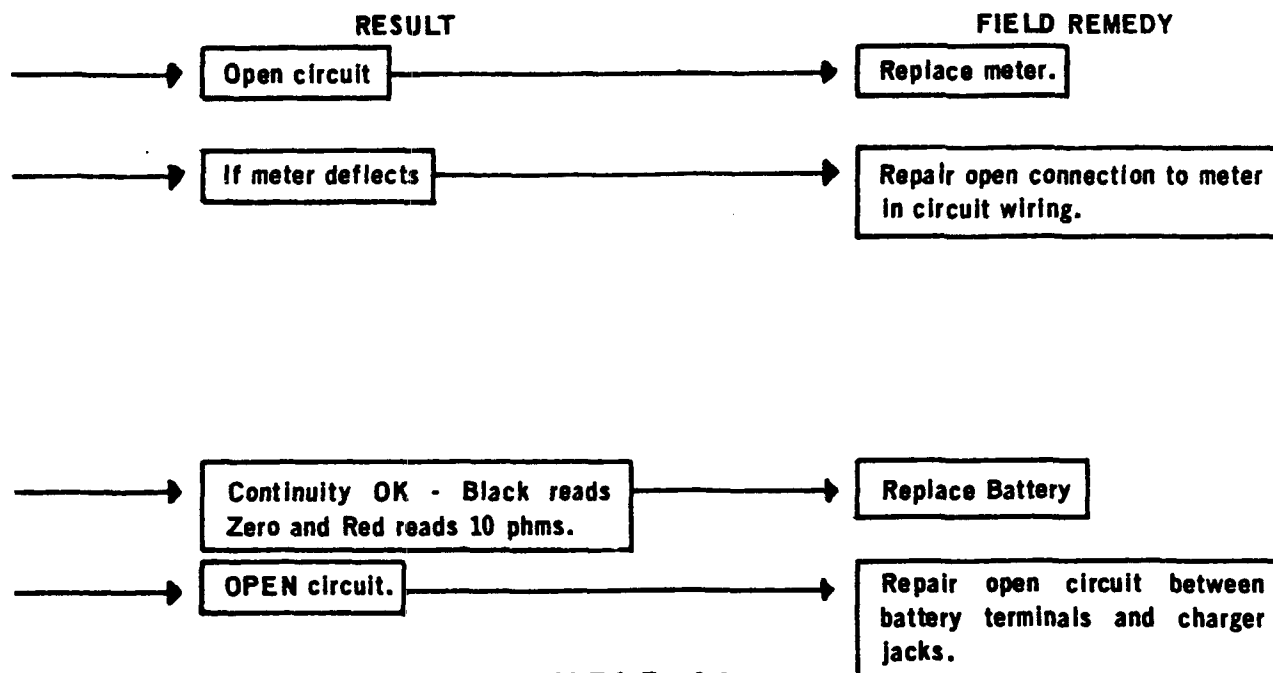 RESULT
FIELD REMEDY
Open circuit
Replace meter.
If meter deflects
Repair open connection to meter
in circuit wiring.
Continuity OK - Black reads
Zero and Red reads 10 phms.
Replace Battery
OPEN circuit.
Repair open circuit between
battery terminals and charger
jacks.